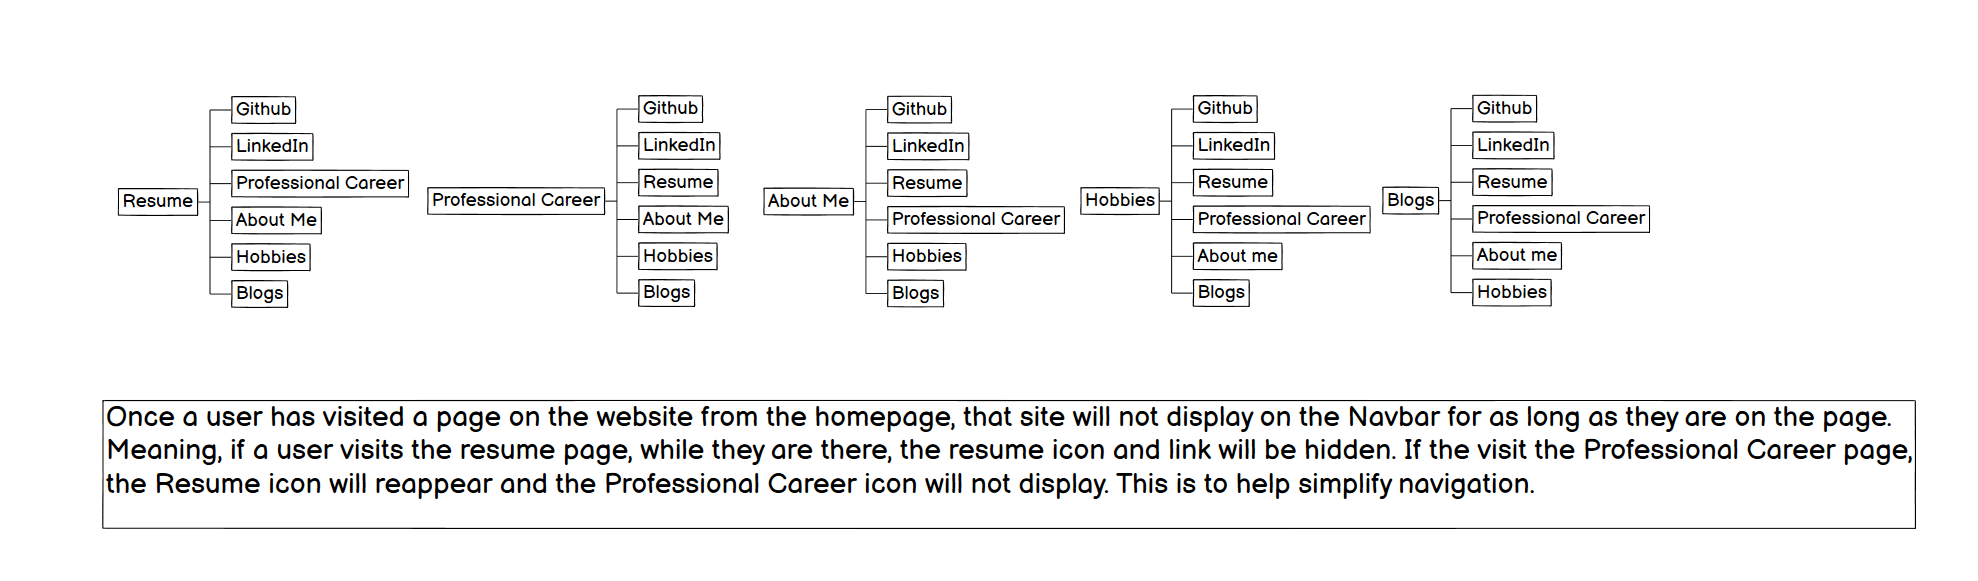 Resume
Github
LinkedIn
Professional Career
About Me
Hobbies
Blogs
Professional Career
Github
LinkedIn
Resume
About Me
Hobbies
Blogs
About Me
Github
LinkedIn
Resume
Professional Career
Hobbies
Blogs
Hobbies
Github
LinkedIn
Resume
Professional Career
About me
Blogs
Blogs
Github
LinkedIn
Resume
Professional Career
About me
Hobbies
Once a user has visited a page on the website from the homepage, that site will not display on the Navbar for as long as they are on the page.
Meaning, if a user visits the resume page, while they are there, the resume icon and link will be hidden. If the visit the Professional Career page,
the Resume icon will reappear and the Professional Career icon will not display. This is to help simplify navigation.